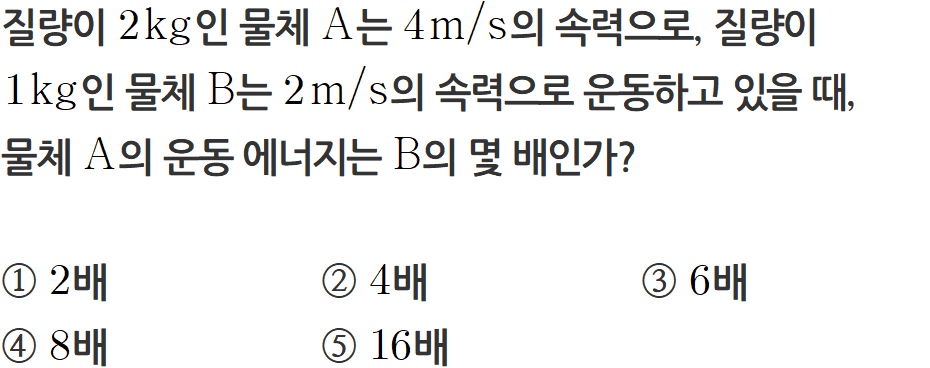 질량이 2kg인 물체 A는 4m/s의 속력으로, 질량이
1kg인 물체 B는 2m/s의 속력으로 운동하고 있을 때,
물체 A의 운동 에너지는 B의 몇 배인가?
① 2배 ② 4배 ③ 6배
④ 8배 ⑤ 16배